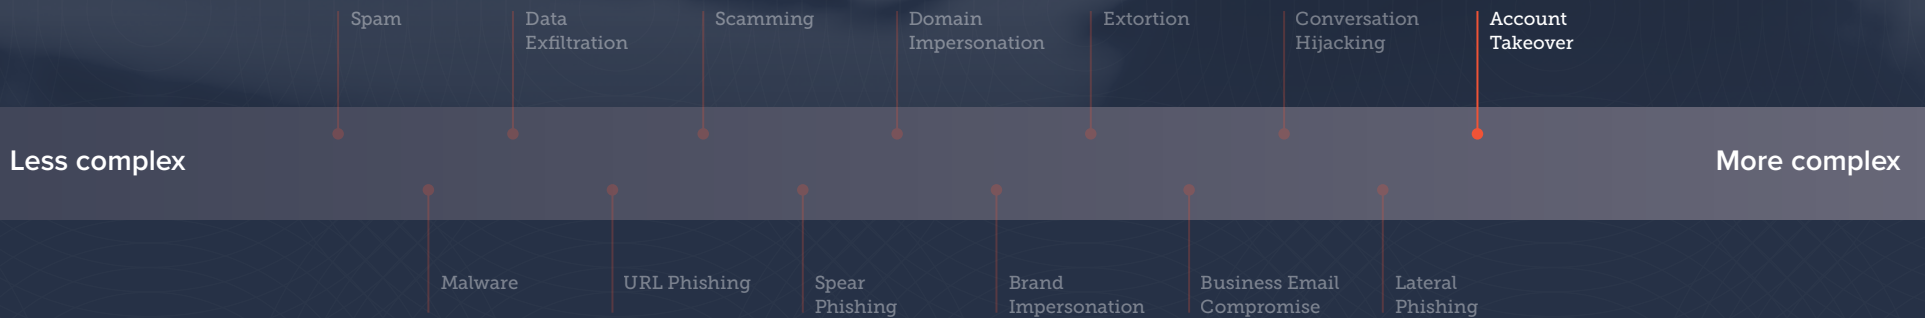 Spam
Data
Exfiltration
Scamming
Domain
Impersonation
Extortion
Conversation
Hijacking
Account
Takeover
Less complex
More complex
Malware
URL Phishing
Spear
Phishing
Brand
Impersonation
Business Email
Compromise
Lateral
Phishing